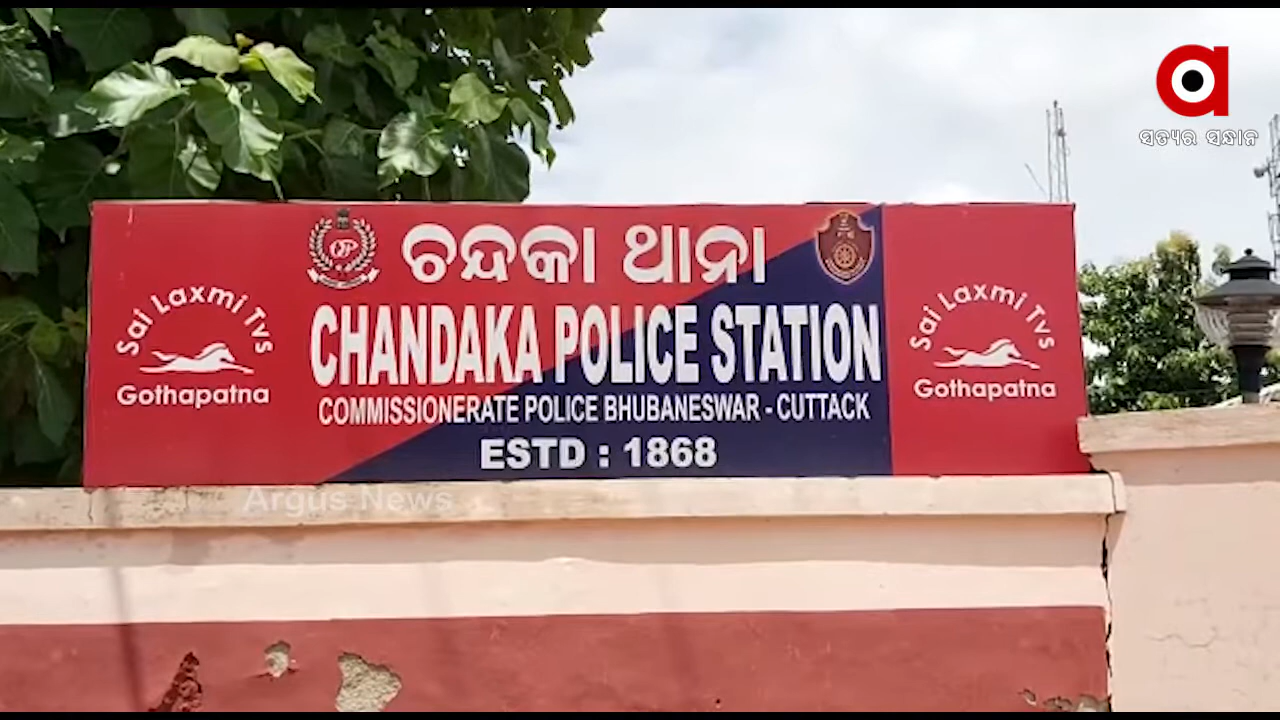 ସତ୍ୟର ସନ୍ଧାନ
ଚନ୍ଦକା ଥାନା
CHANDAKA POLICE STATION
COMMISSIONERATE POLICE BHUBANESWAR - CUTTACK
ESTD : 1868
Sai Laxmi Tvs
Gothapatna
Sai Laxmi Tvs
Gothapatna
Argus News